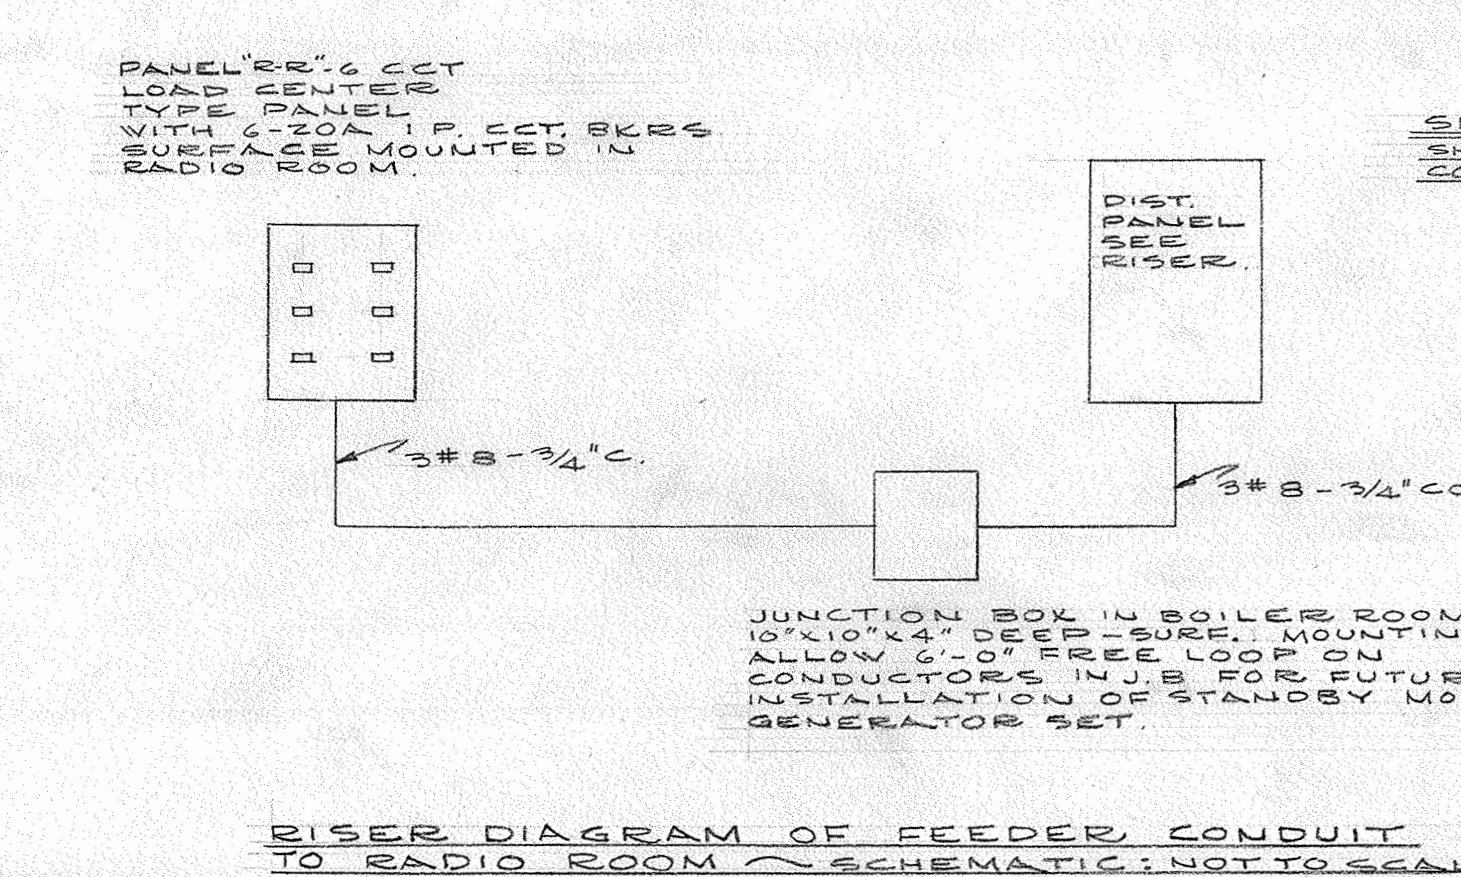 PANEL "R-R"-6 CCT
LOAD CENTER
TYPE PANEL
WITH 6-20A 1 P. CCT. BKRS
SURFACE MOUNTED IN
RADIO ROOM.
DIST.
PANEL
SEE
RISER.
3# 8 - 3/4" C.
3# 8 - 3/4" CO
JUNCTION BOX IN BOILER ROOM
10"X10"X4" DEEP - SURF. MOUNTIN
ALLOW 6'-0" FREE LOOP ON
CONDUCTORS IN J.B FOR FUTUR
INSTALLATION OF STANDBY MO
GENERATOR SET.
RISER DIAGRAM OF FEEDER CONDUIT
TO RADIO ROOM ~ SCHEMATIC: NOT TO SCAL